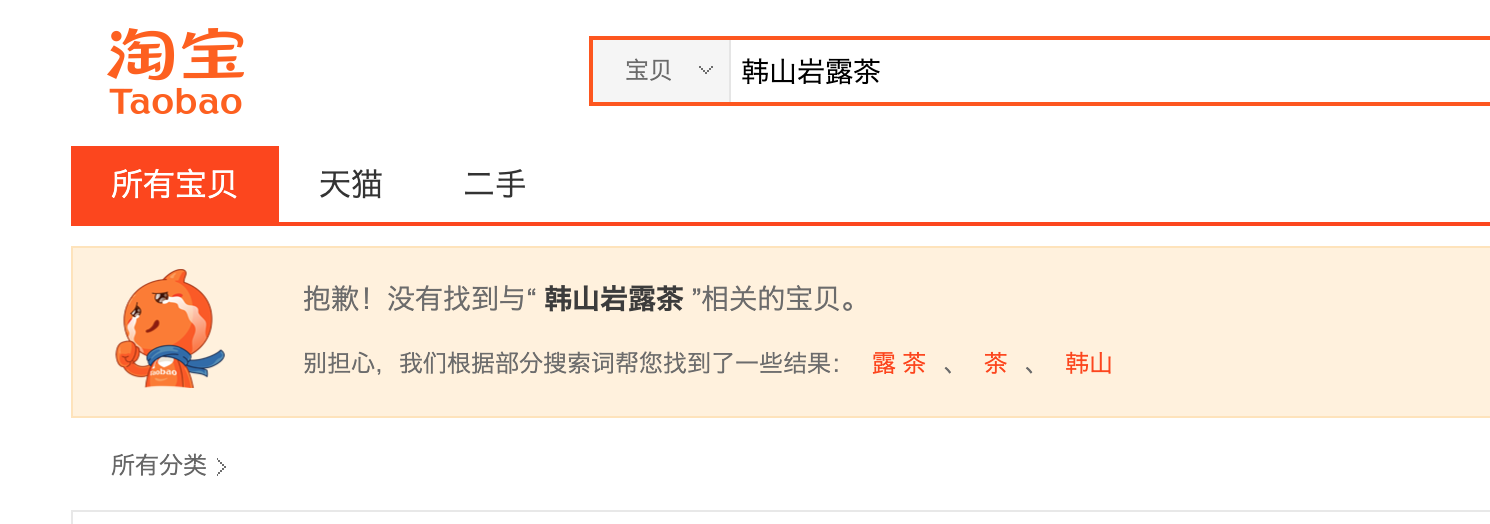 淘宝
Taobao
宝贝 韩山岩露茶
所有宝贝 天猫 二手
抱歉！没有找到与“ 韩山岩露茶 ”相关的宝贝。
别担心，我们根据部分搜索词帮您找到了一些结果： 露 茶 、 茶 、 韩山
taobao
所有分类